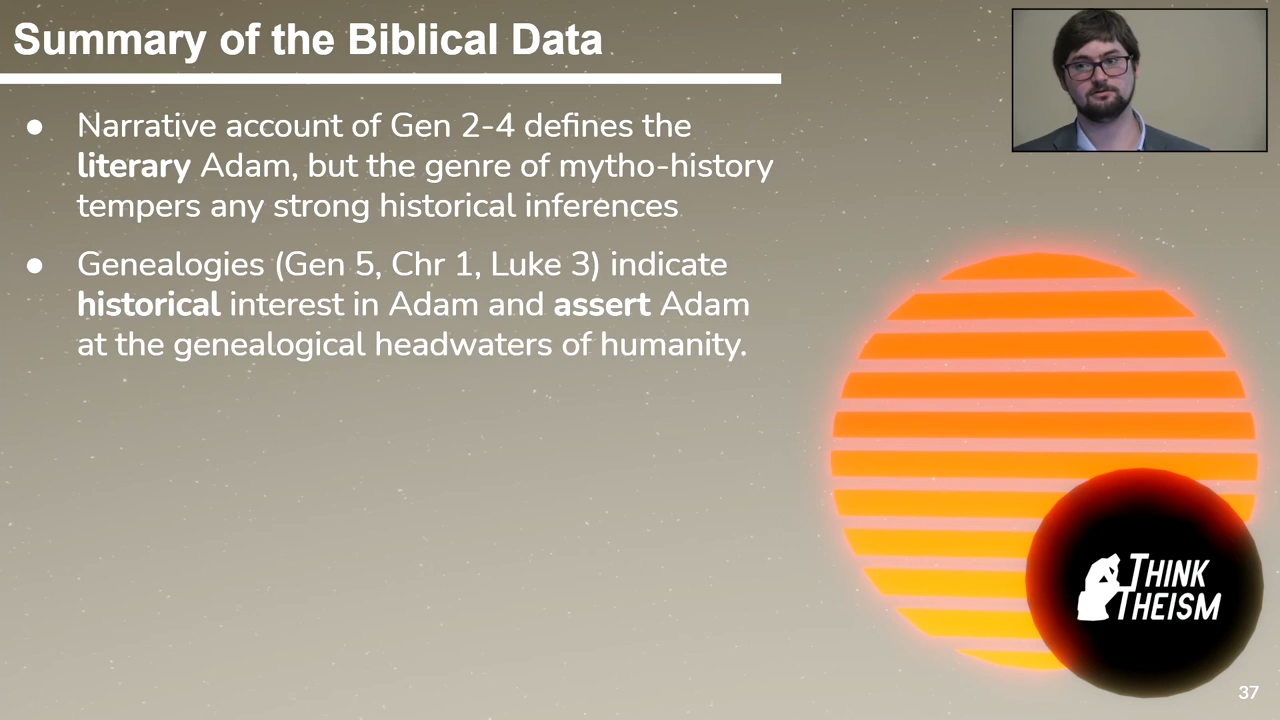 Summary of the Biblical Data
● Narrative account of Gen 2-4 defines the
literary Adam, but the genre of mytho-history
tempers any strong historical inferences
● Genealogies (Gen 5, Chr 1, Luke 3) indicate
historical interest in Adam and assert Adam
at the genealogical headwaters of humanity.
THINK
THEISM
37